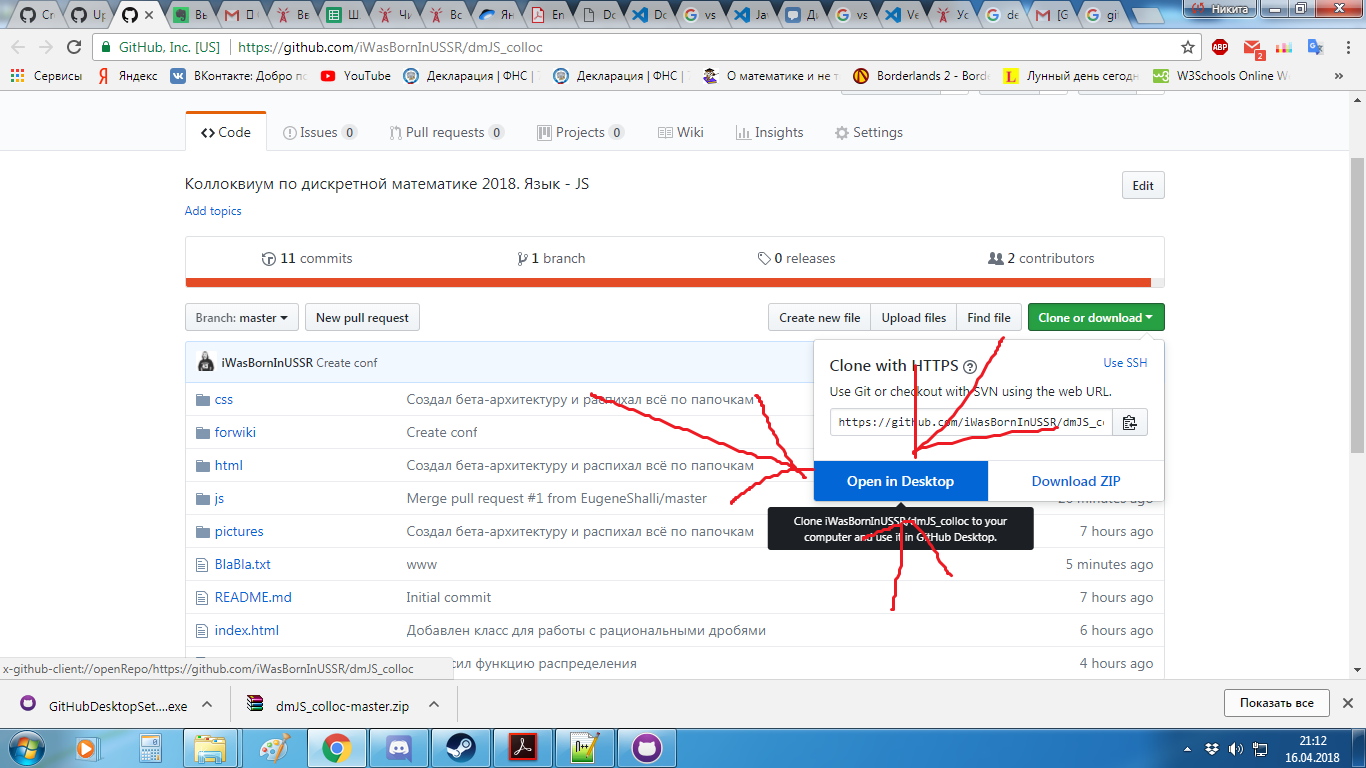 Cr
Up
Вы
П
Вв
Ш
Чи
Вс
Ян
En
Do
Do
vs
Ja
Д
vs
Ve
Ус
de
[G
gi
Никита
GitHub, Inc. [US]
https://github.com/iWasBornInUSSR/dmJS_colloc
ABP
2
Сервисы
Яндекс
ВКонтакте: Добро по
YouTube
Декларация | ФНС |
Декларация | ФНС |
О математике и не т
Borderlands 2 - Borde
Лунный день сегодн
W3Schools Online W
»
Code
Issues 0
Pull requests 0
Projects 0
Wiki
Insights
Settings
Коллоквиум по дискретной математике 2018. Язык - JS
Edit
Add topics
11 commits
1 branch
0 releases
2 contributors
Branch: master
New pull request
Create new file
Upload files
Find file
Clone or download
iWasBornInUSSR Create conf
Clone with HTTPS
Use SSH
Use Git or checkout with SVN using the web URL.
https://github.com/iWasBornInUSSR/dmJS_co
Open in Desktop
Download ZIP
Clone iWasBornInUSSR/dmJS_colloc to your
computer and use it in GitHub Desktop.
css Создал бета-архитектуру и распихал всё по папочкам
forwiki Create conf
html Создал бета-архитектуру и распихал всё по папочкам
js Merge pull request #1 from EugeneShalli/master 20 minutes ago
pictures Создал бета-архитектуру и распихал всё по папочкам 7 hours ago
BlaBla.txt www 5 minutes ago
README.md Initial commit 7 hours ago
index.html Добавлен класс для работы с рациональными дробями 6 hours ago
сил функцию распределения 4 hours ago
x-github-client://openRepo/https://github.com/iWasBornInUSSR/dmJS_colloc
GitHubDesktopSet....exe
dmJS_colloc-master.zip
Показать все
21:12
16.04.2018